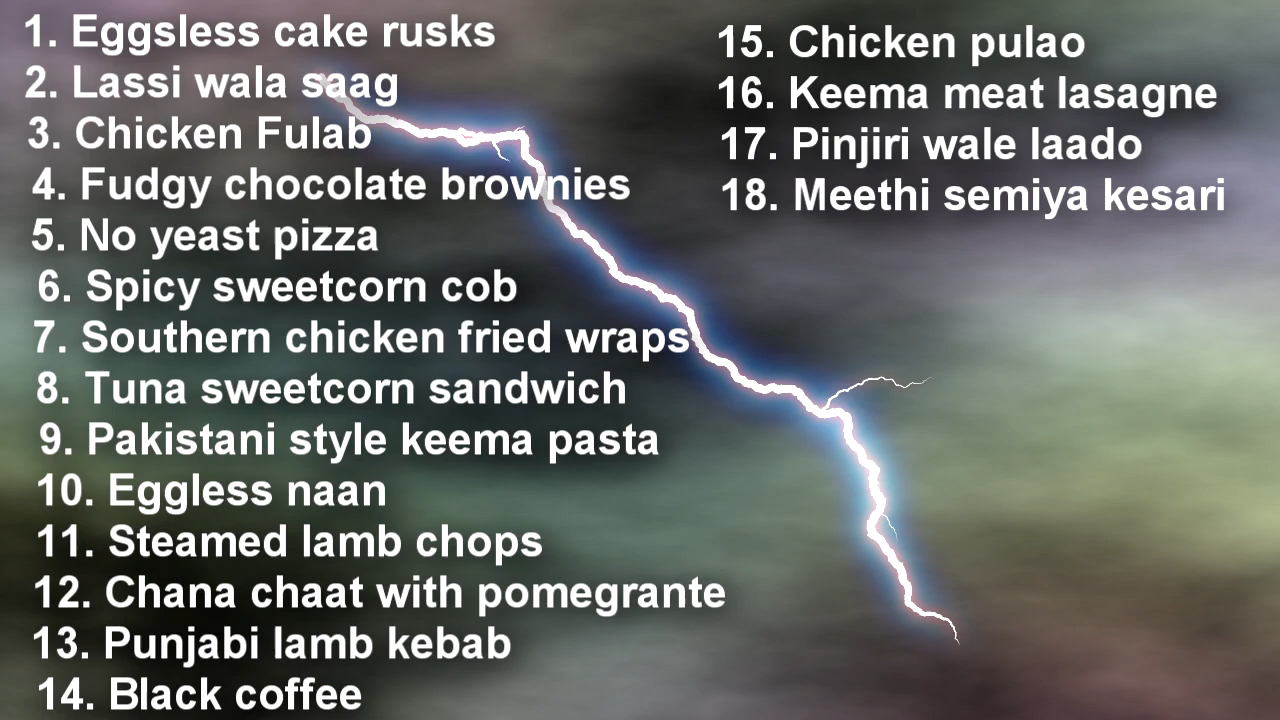 1. Eggsless cake rusks
2. Lassi wala saag
3. Chicken Fulab
4. Fudgy chocolate brownies
5. No yeast pizza
6. Spicy sweetcorn cob
7. Southern chicken fried wraps
8. Tuna sweetcorn sandwich
9. Pakistani style keema pasta
10. Eggless naan
11. Steamed lamb chops
12. Chana chaat with pomegrante
13. Punjabi lamb kebab
14. Black coffee
15. Chicken pulao
16. Keema meat lasagne
17. Pinjiri wale laado
18. Meethi semiya kesari